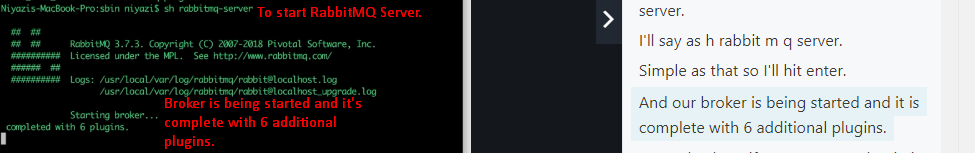 Niyazis-MacBook-Pro:sbin niyazi$ sh rabbitmq-server
To start RabbitMQ Server.
## ##
## ## RabbitMQ 3.7.3. Copyright (C) 2007-2018 Pivotal Software, Inc.
########## Licensed under the MPL. See http://www.rabbitmq.com/
###### ##
########## Logs: /usr/local/var/log/rabbitmq/rabbit@localhost.log
/usr/local/var/log/rabbitmq/rabbit@localhost_upgrade.log
Starting broker...
completed with 6 plugins.
Broker is being started and it's
complete with 6 additional
plugins.
server.
I'll say as h rabbit m q server.
Simple as that so I'll hit enter.
And our broker is being started and it is
complete with 6 additional plugins.